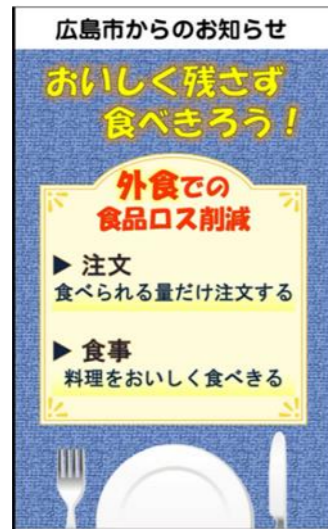 広島市からのお知らせ
おいしく残さず
食べきろう！
外食での
食品ロス削減
▶ 注文
食べられる量だけ注文する
▶ 食事
料理をおいしく食べきる